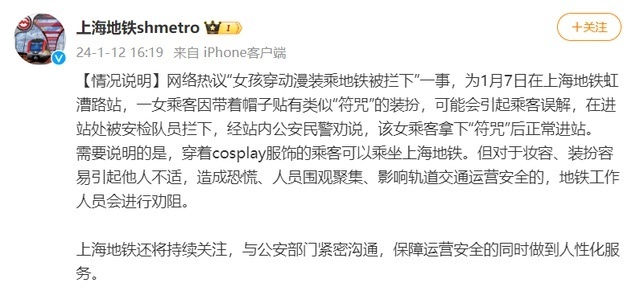 上海地铁shmetro
+关注
24-1-12 16:19 来自 iPhone客户端
【情况说明】网络热议“女孩穿动漫装乘地铁被拦下”一事，为1月7日在上海地铁虹
漕路站，一女乘客因带着帽子贴有类似“符咒”的装扮，可能会引起乘客误解，在进
站处被安检队员拦下，经站内公安民警劝说，该女乘客拿下“符咒”后正常进站。
需要说明的是，穿着cosplay服饰的乘客可以乘坐上海地铁。但对于妆容、装扮容
易引起他人不适，造成恐慌、人员围观聚集、影响轨道交通运营安全的，地铁工作
人员会进行劝阻。
上海地铁还将持续关注，与公安部门紧密沟通，保障运营安全的同时做到人性化服
务。